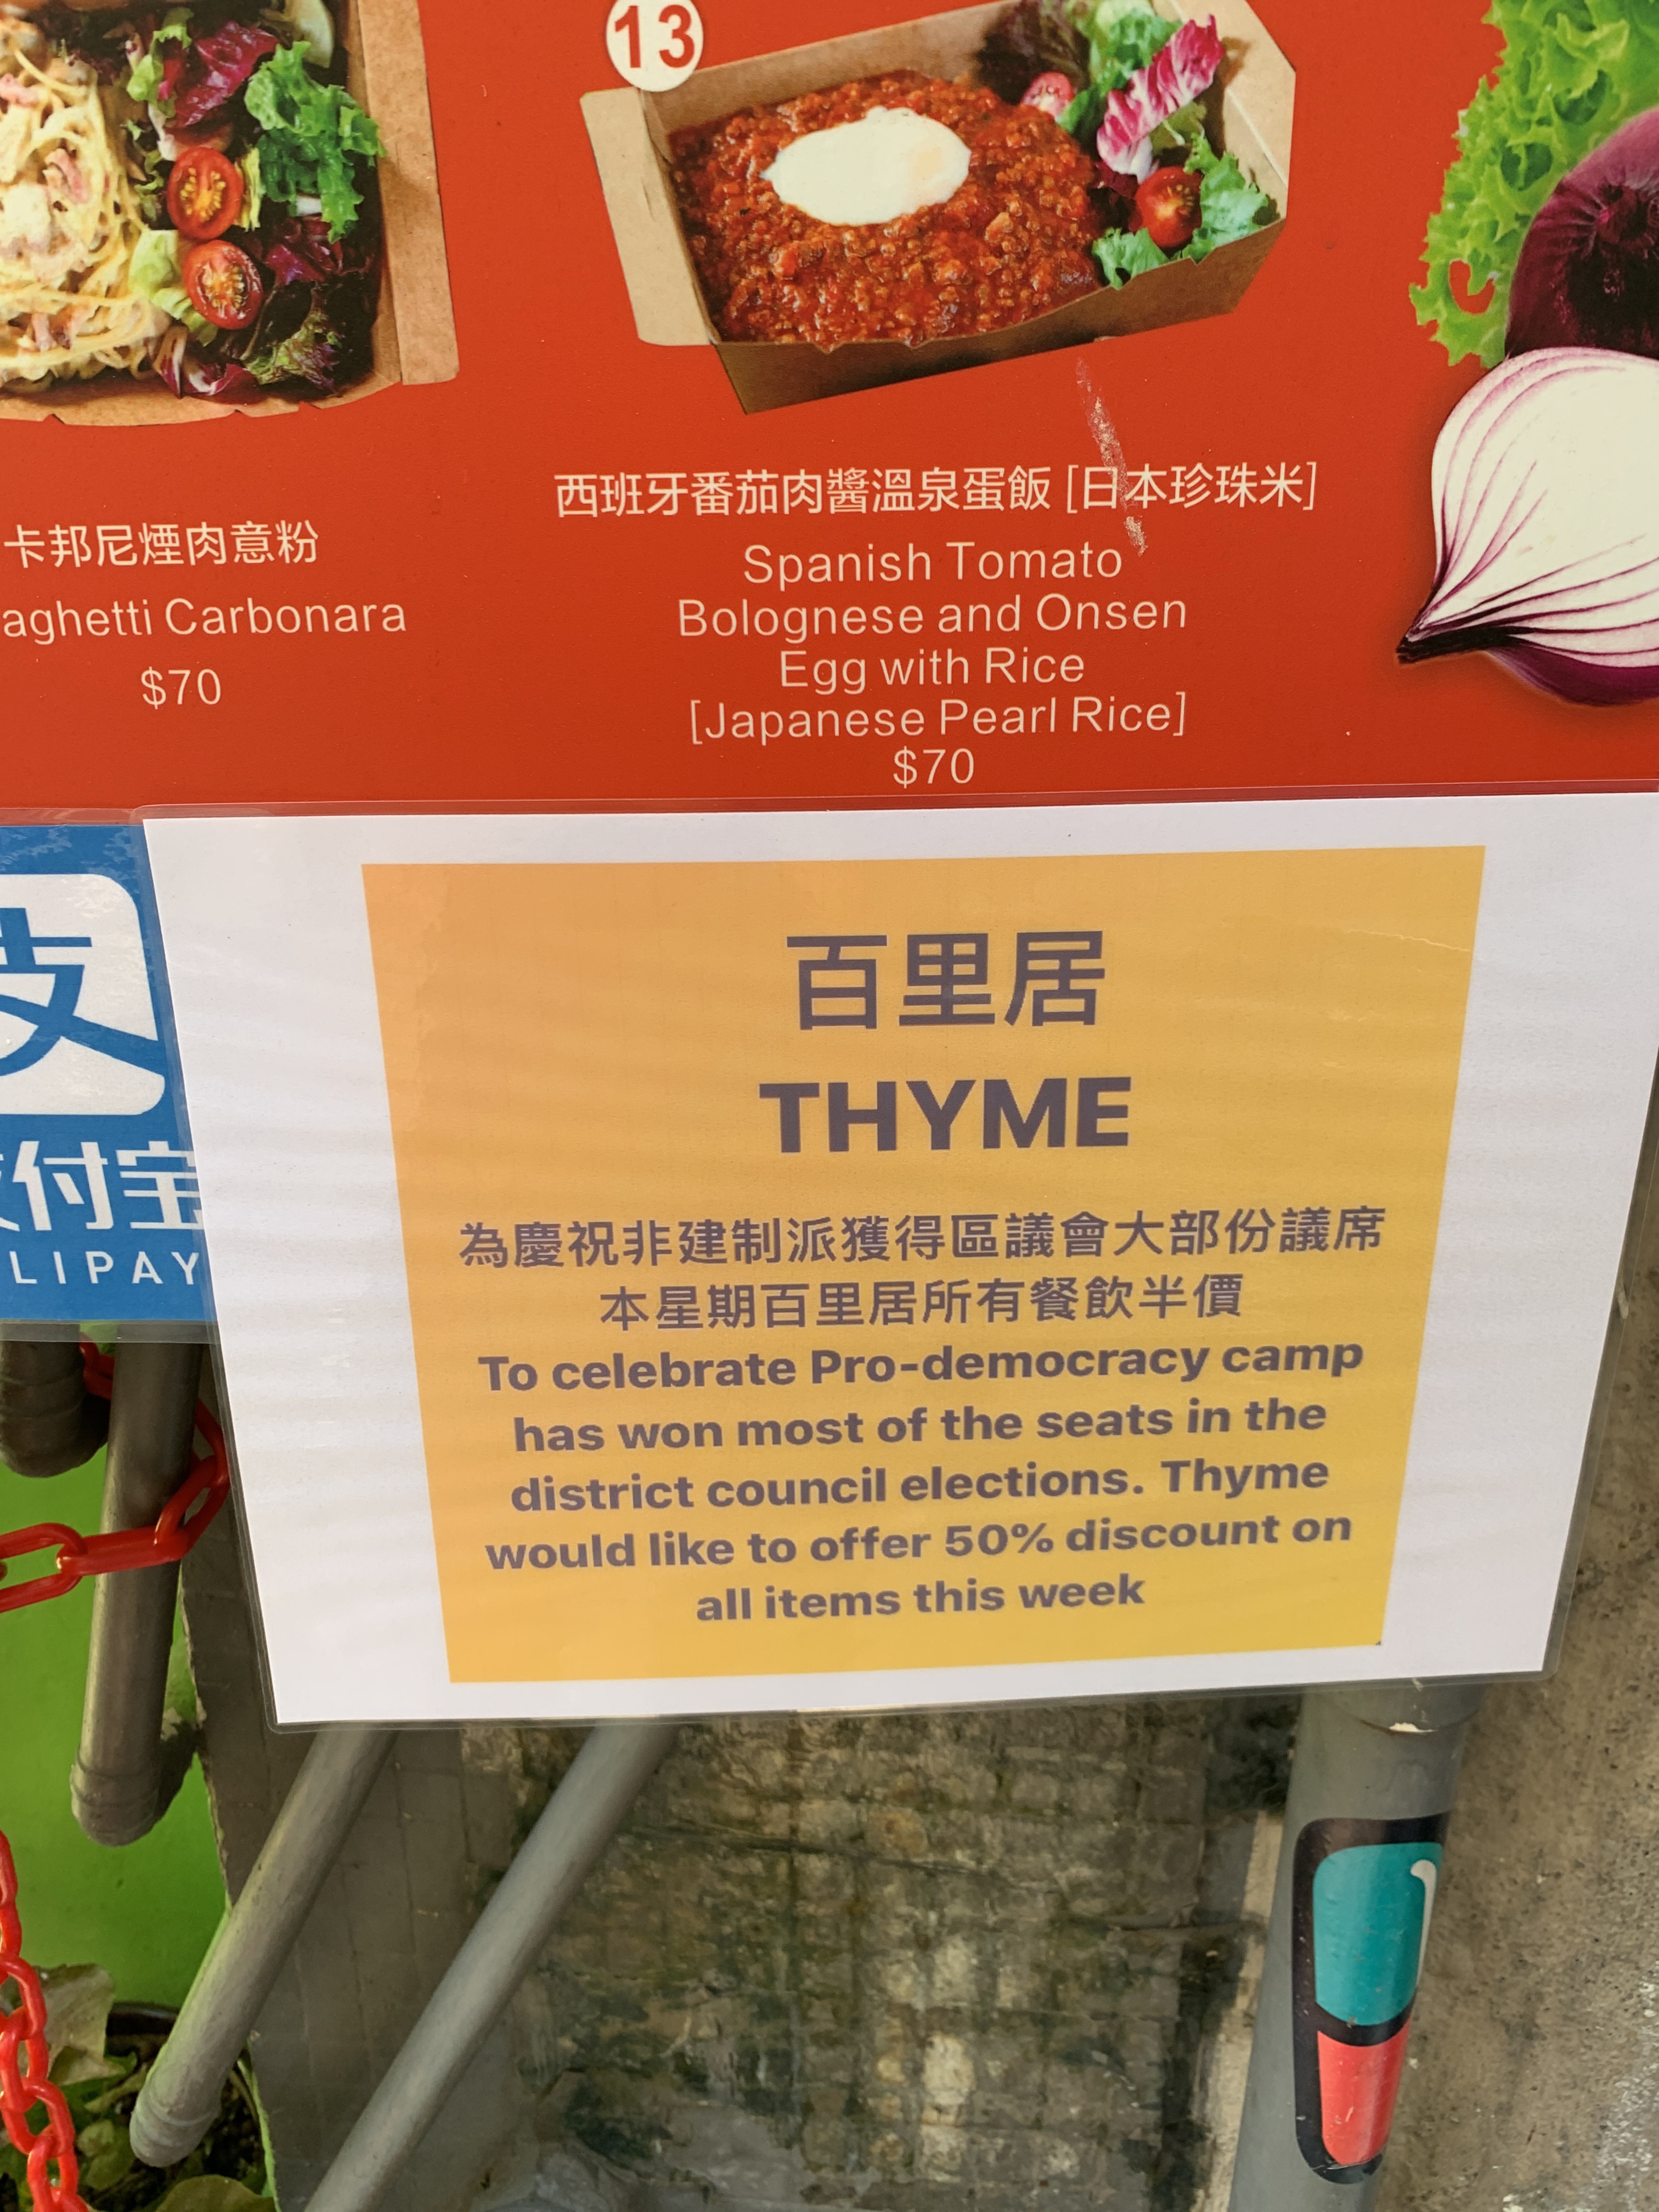 13
卡邦尼煙肉意粉
aghetti Carbonara
$70
西班牙番茄肉醬溫泉蛋飯 [日本珍珠米]
Spanish Tomato
Bolognese and Onsen
Egg with Rice
[Japanese Pearl Rice]
$70
支
支付宝
LIPAY
百里居
THYME
為慶祝非建制派獲得區議會大部份議席
本星期百里居所有餐飲半價
To celebrate Pro-democracy camp
has won most of the seats in the
district council elections. Thyme
would like to offer 50% discount on
all items this week